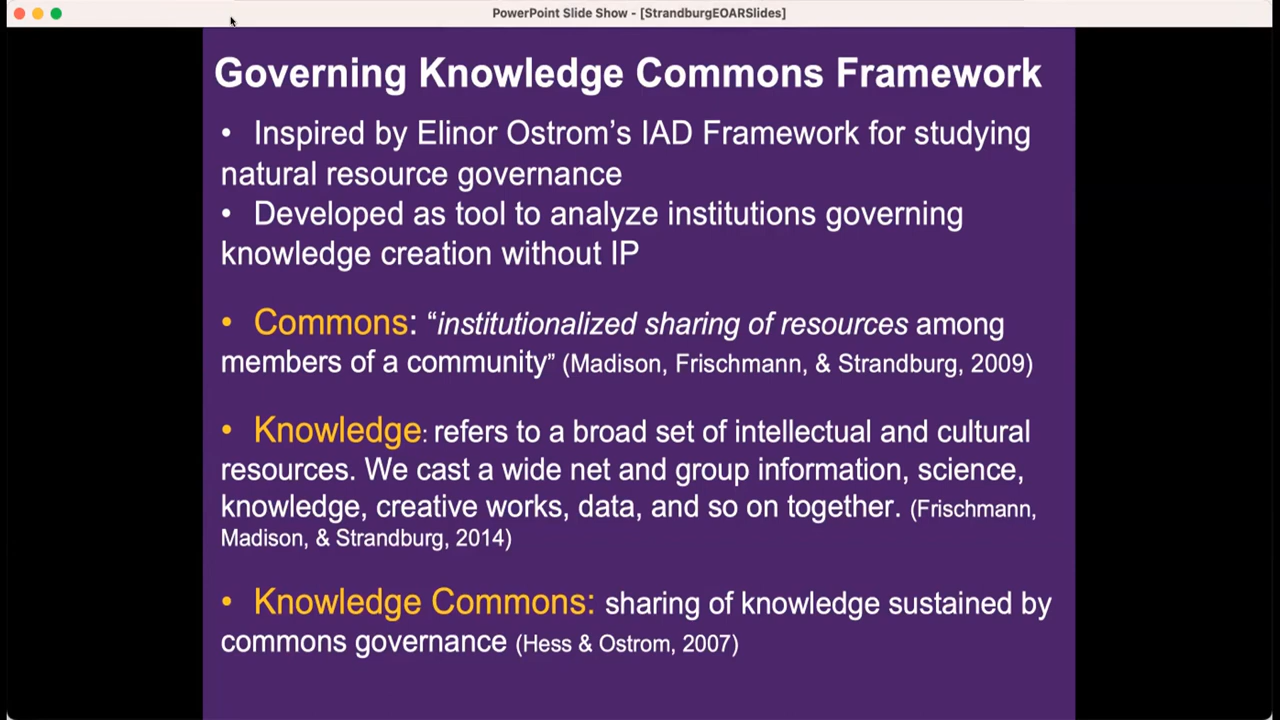 PowerPoint Slide Show - [StrandburgEOARSlides]
Governing Knowledge Commons Framework
• Inspired by Elinor Ostrom’s IAD Framework for studying
natural resource governance
• Developed as tool to analyze institutions governing
knowledge creation without IP
• Commons: “institutionalized sharing of resources among
members of a community” (Madison, Frischmann, & Strandburg, 2009)
• Knowledge: refers to a broad set of intellectual and cultural
resources. We cast a wide net and group information, science,
knowledge, creative works, data, and so on together. (Frischmann,
Madison, & Strandburg, 2014)
• Knowledge Commons: sharing of knowledge sustained by
commons governance (Hess & Ostrom, 2007)